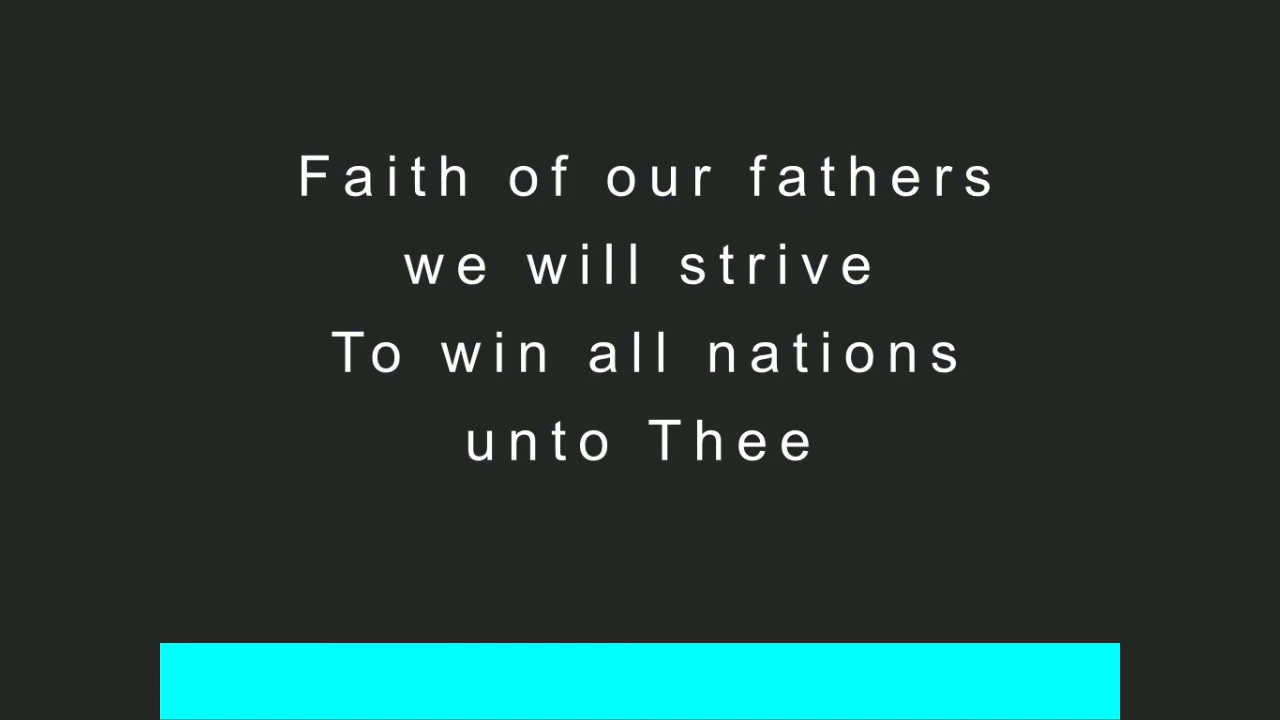 Faith of our fathers
we will strive
To win all nations
unto Thee